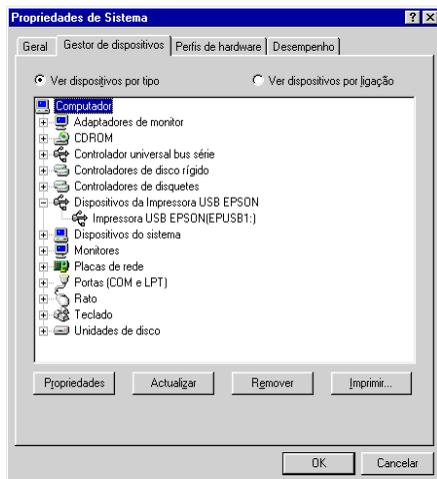 Propriedades de Sistema
Geral Gestor de dispositivos Perfis de hardware Desempenho
Ver dispositivos por tipo Ver dispositivos por ligação
Computador
Adaptadores de monitor
CDROM
Controlador universal bus série
Controladores de disco rígido
Controladores de disquetes
Dispositivos da Impressora USB EPSON
Impressora USB EPSON(EPUSB1:)
Dispositivos do sistema
Monitores
Placas de rede
Portas (COM e LPT)
Rato
Teclado
Unidades de disco
Propriedades Actualizar Remover Imprimir...
OK Cancelar